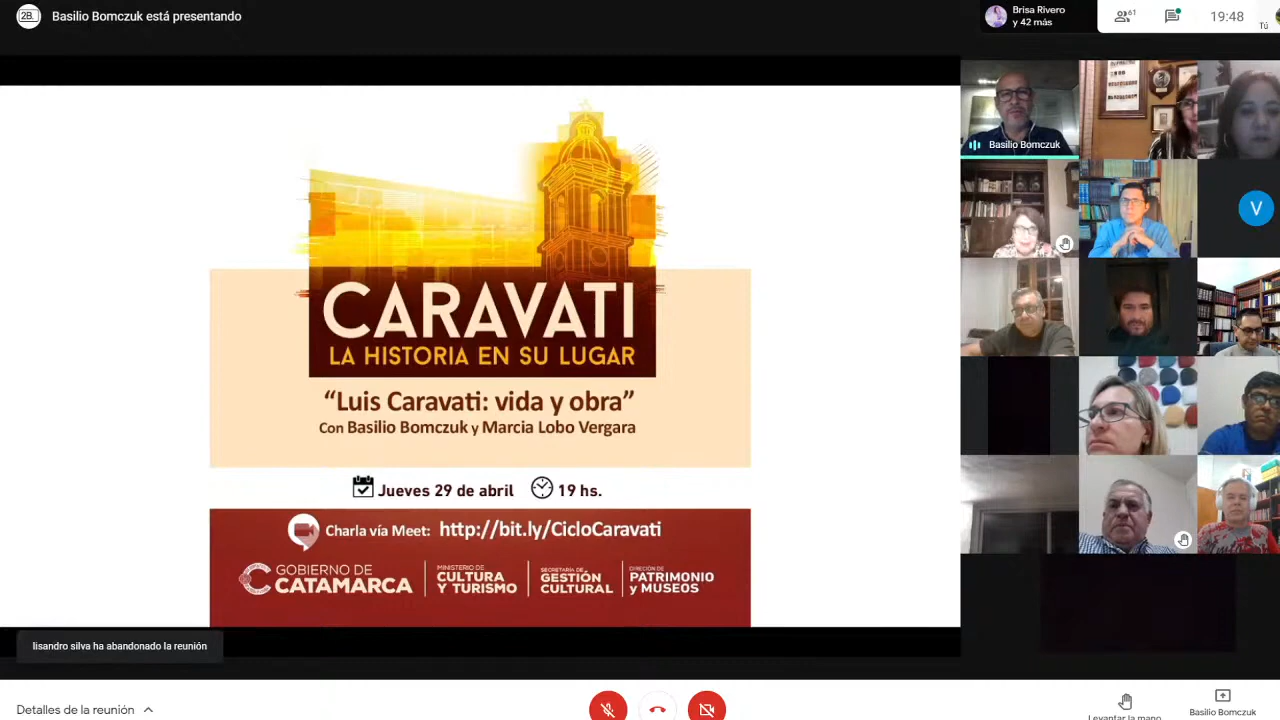 2B.
Basilio Bomczuk está presentando
Brisa Rivero
y 42 más
61
19:48
Tú
Basilio Bomczuk
V
CARAVATI
LA HISTORIA EN SU LUGAR
“Luis Caravati: vida y obra”
Con Basilio Bomczuk y Marcia Lobo Vergara
Jueves 29 de abril 19 hs.
Charla vía Meet: http://bit.ly/CicloCaravati
GOBIERNO DE
CATAMARCA
MINISTERIO DE
CULTURA
Y TURISMO
SECRETARÍA DE
GESTIÓN
CULTURAL
DIRECCIÓN DE
PATRIMONIO
y MUSEOS
lisandro silva ha abandonado la reunión
Detalles de la reunión
Levantar la mano
Basilio Bomczuk